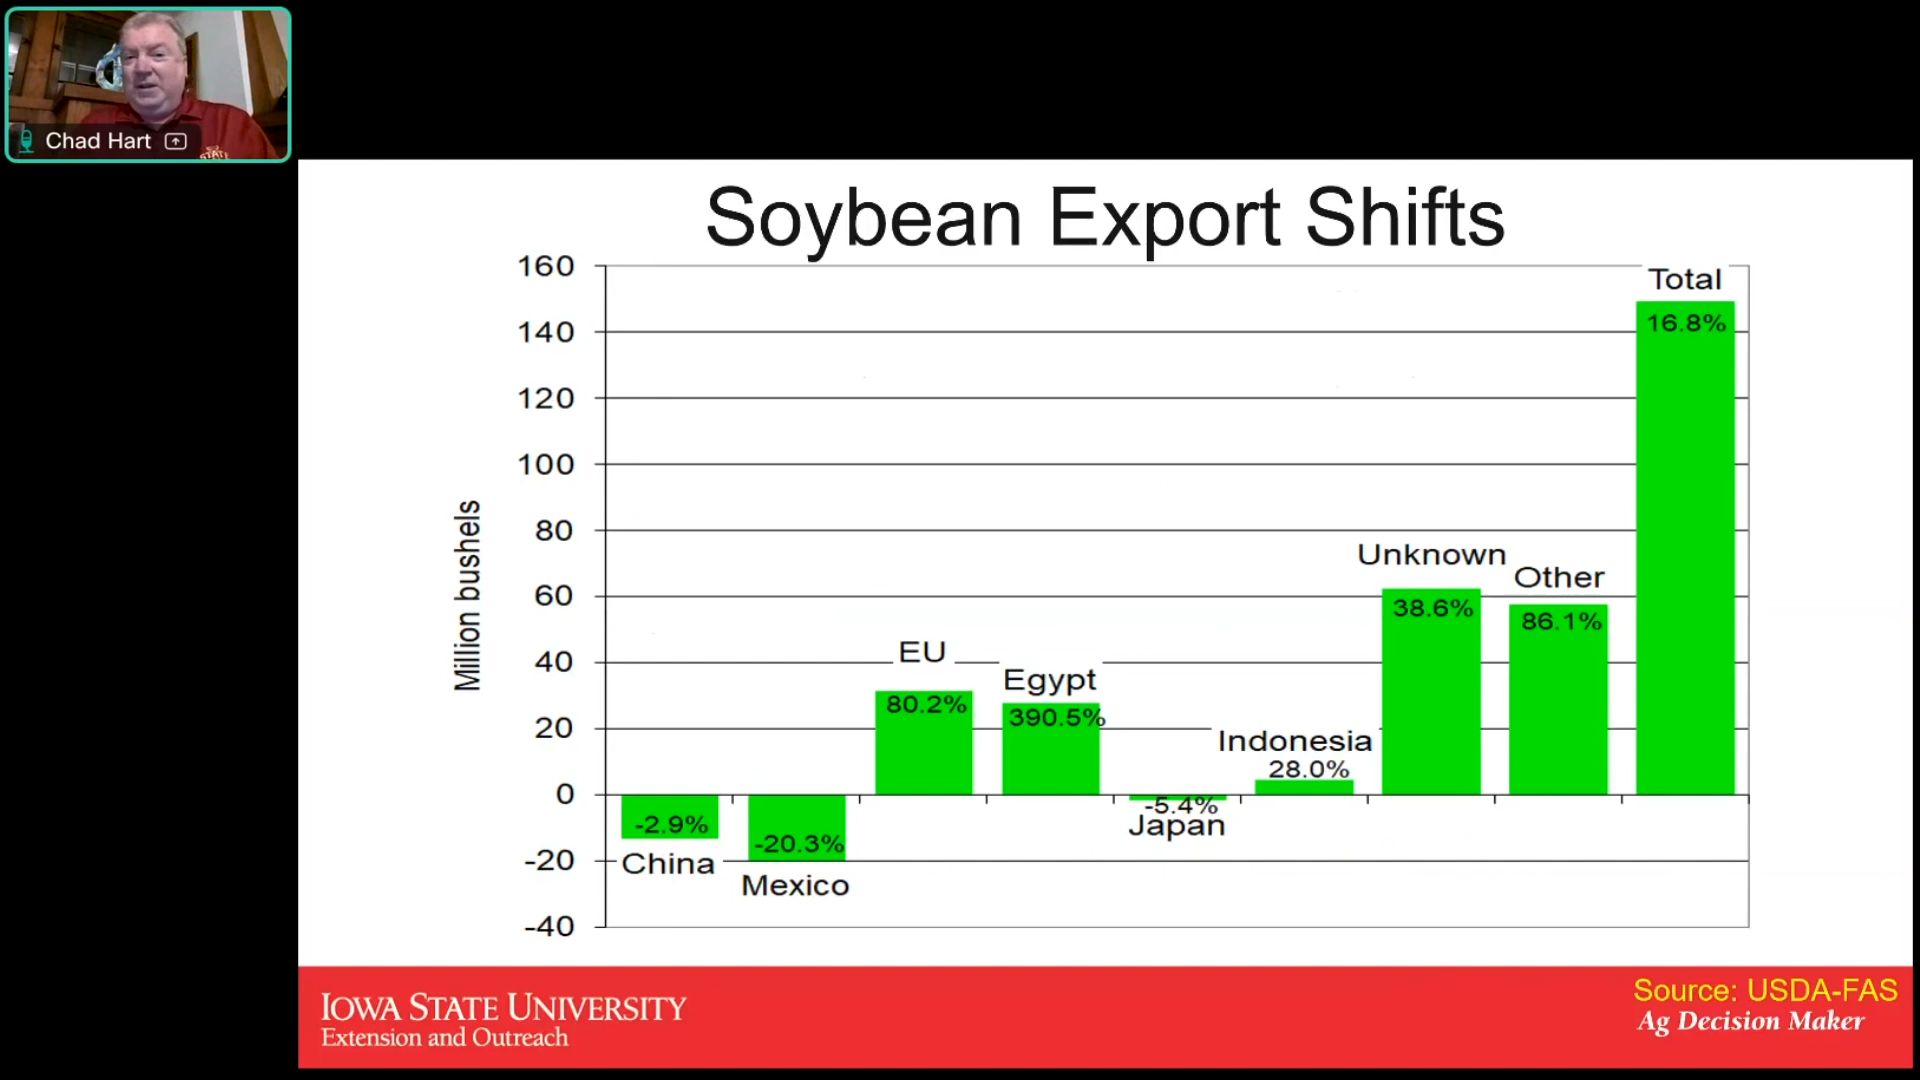 Chad Hart
STATE
Soybean Export Shifts
160
140
120
100
80
60
40
20
0
-20
-40
Million bushels
-2.9%
China
-20.3%
Mexico
EU
80.2%
Egypt
390.5%
-5.4%
Japan
Indonesia
28.0%
Unknown
38.6%
Other
86.1%
Total
16.8%
IOWA STATE UNIVERSITY
Extension and Outreach
Source: USDA-FAS
Ag Decision Maker